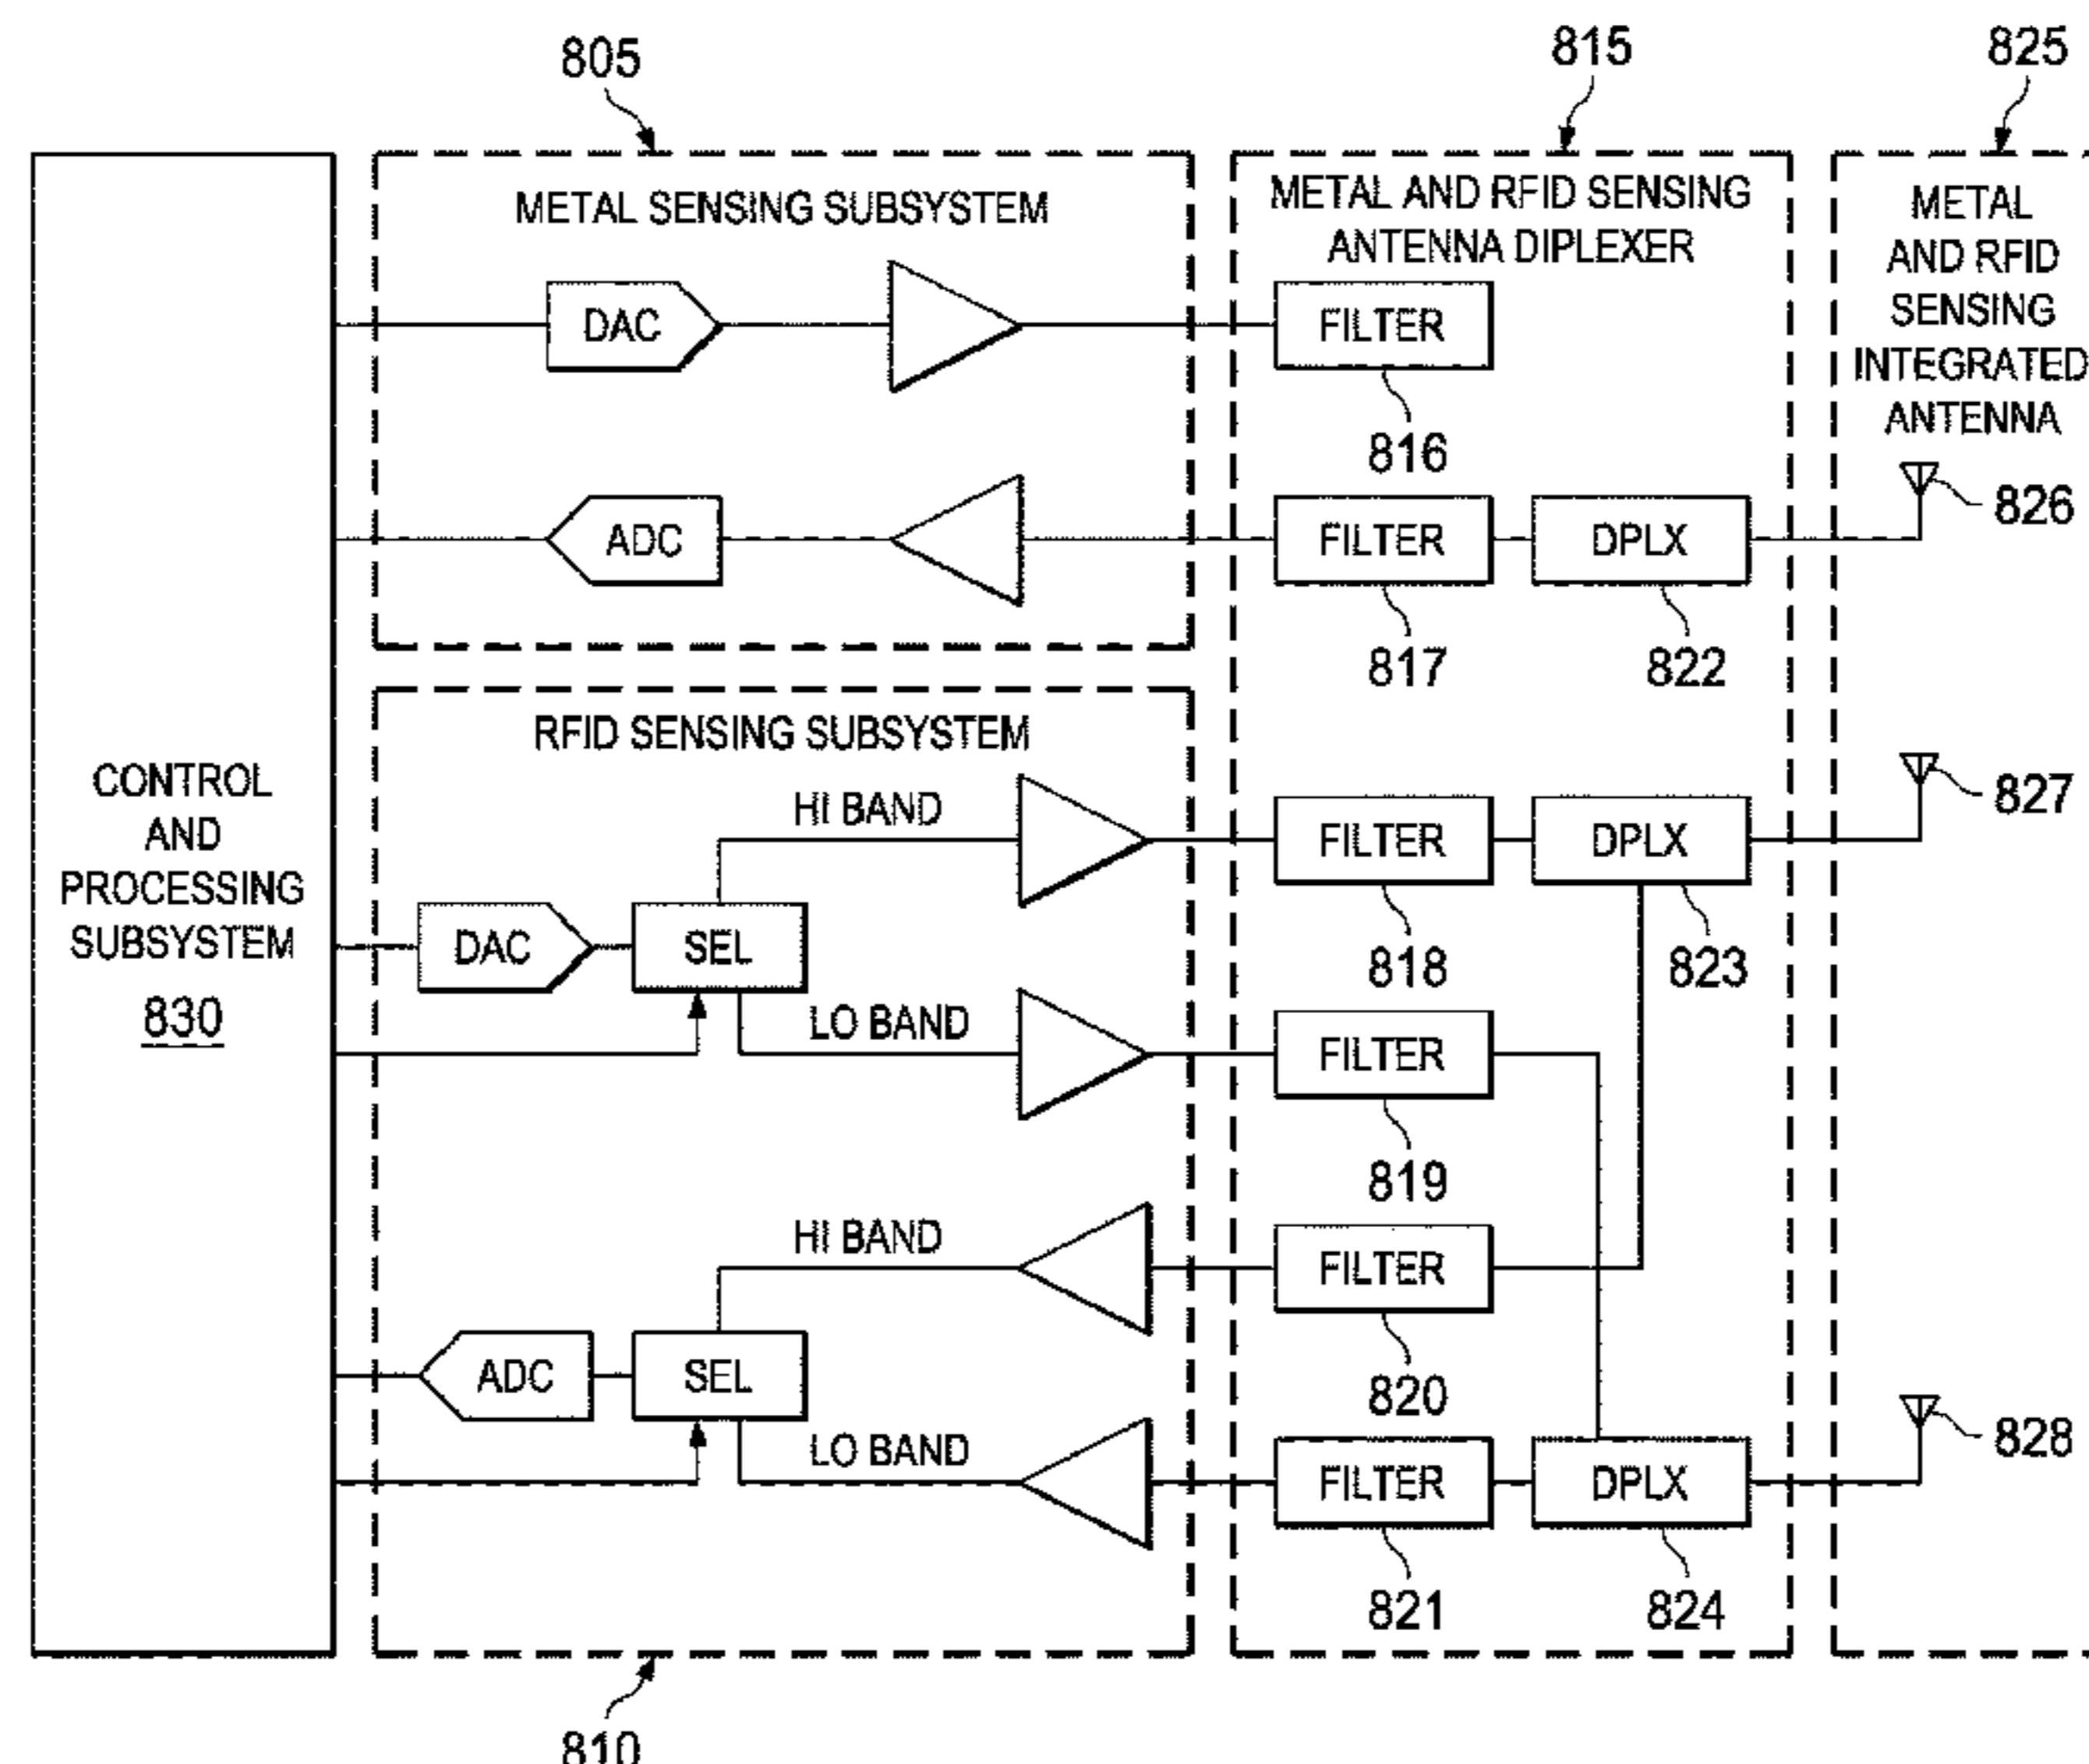 805
815
825
METAL SENSING SUBSYSTEM
METAL AND RFID SENSING
ANTENNA DIPLEXER
METAL
AND RFID
SENSING
INTEGRATED
ANTENNA
DAC
FILTER
816
ADC
FILTER
DPLX
826
817
822
RFID SENSING SUBSYSTEM
CONTROL
AND
PROCESSING
SUBSYSTEM
830
HI BAND
FILTER
DPLX
827
DAC
SEL
818
823
LO BAND
FILTER
819
HI BAND
FILTER
820
ADC
SEL
LO BAND
FILTER
DPLX
828
821
824
810